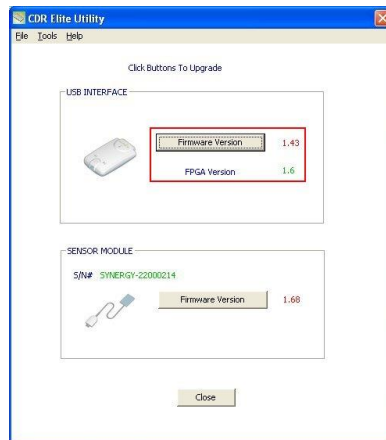 CDR Elite Utility
File Tools Help
Click Buttons To Upgrade
USB INTERFACE
Firmware Version 1.43
FPGA Version 1.6
SENSOR MODULE
S/N# SYNERGY-22000214
Firmware Version 1.68
Close